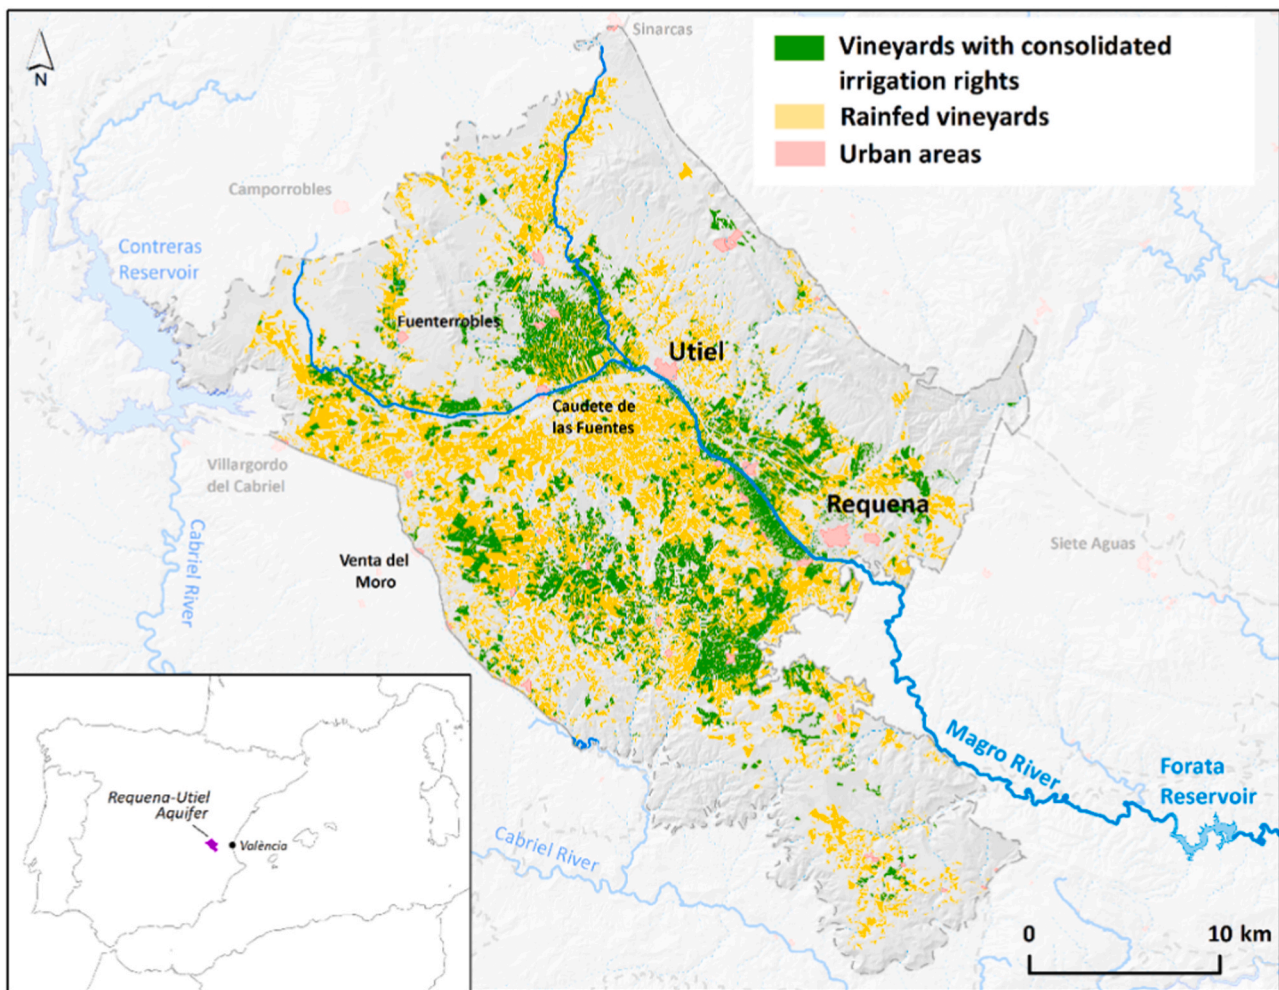 Sinarcas
Vineyards with consolidated
irrigation rights
Rainfed vineyards
Urban areas
N
Camporrobles
Contreras
Reservoir
Fuenterrobles
Utiel
Caudete de
las Fuentes
Villargordo
del Cabriel
Requena
Cabriel River
Venta del
Moro
Siete Aguas
Magro River
Forata
Reservoir
Requena-Utiel
Aquifer
València
Cabriel River
0 10 km